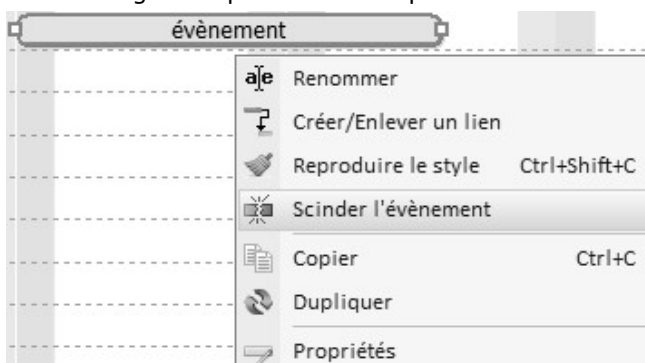 évènement
Renommer
Créer/Enlever un lien
Reproduire le style Ctrl+Shift+C
Scinder l'évènement
Copier Ctrl+C
Dupliquer
Propriétés